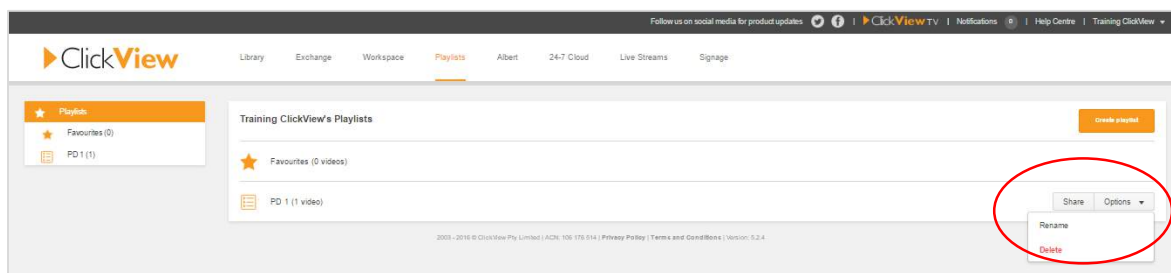 Follow us on social media for product updates | ClickView TV | Notifications 0 | Help Centre | Training ClickView
ClickView Library Exchange Workspace Playlists Albert 24-7 Cloud Live Streams Signage
Playlists
Favourites (0)
PD 1 (1)
Training ClickView's Playlists Create playlist
Favourites (0 videos)
PD 1 (1 video) Share Options
Rename
Delete
2003 - 2016 © ClickView Pty Limited | ACN: 106 176 514 | Privacy Policy | Terms and Conditions | Version: 5.2.4